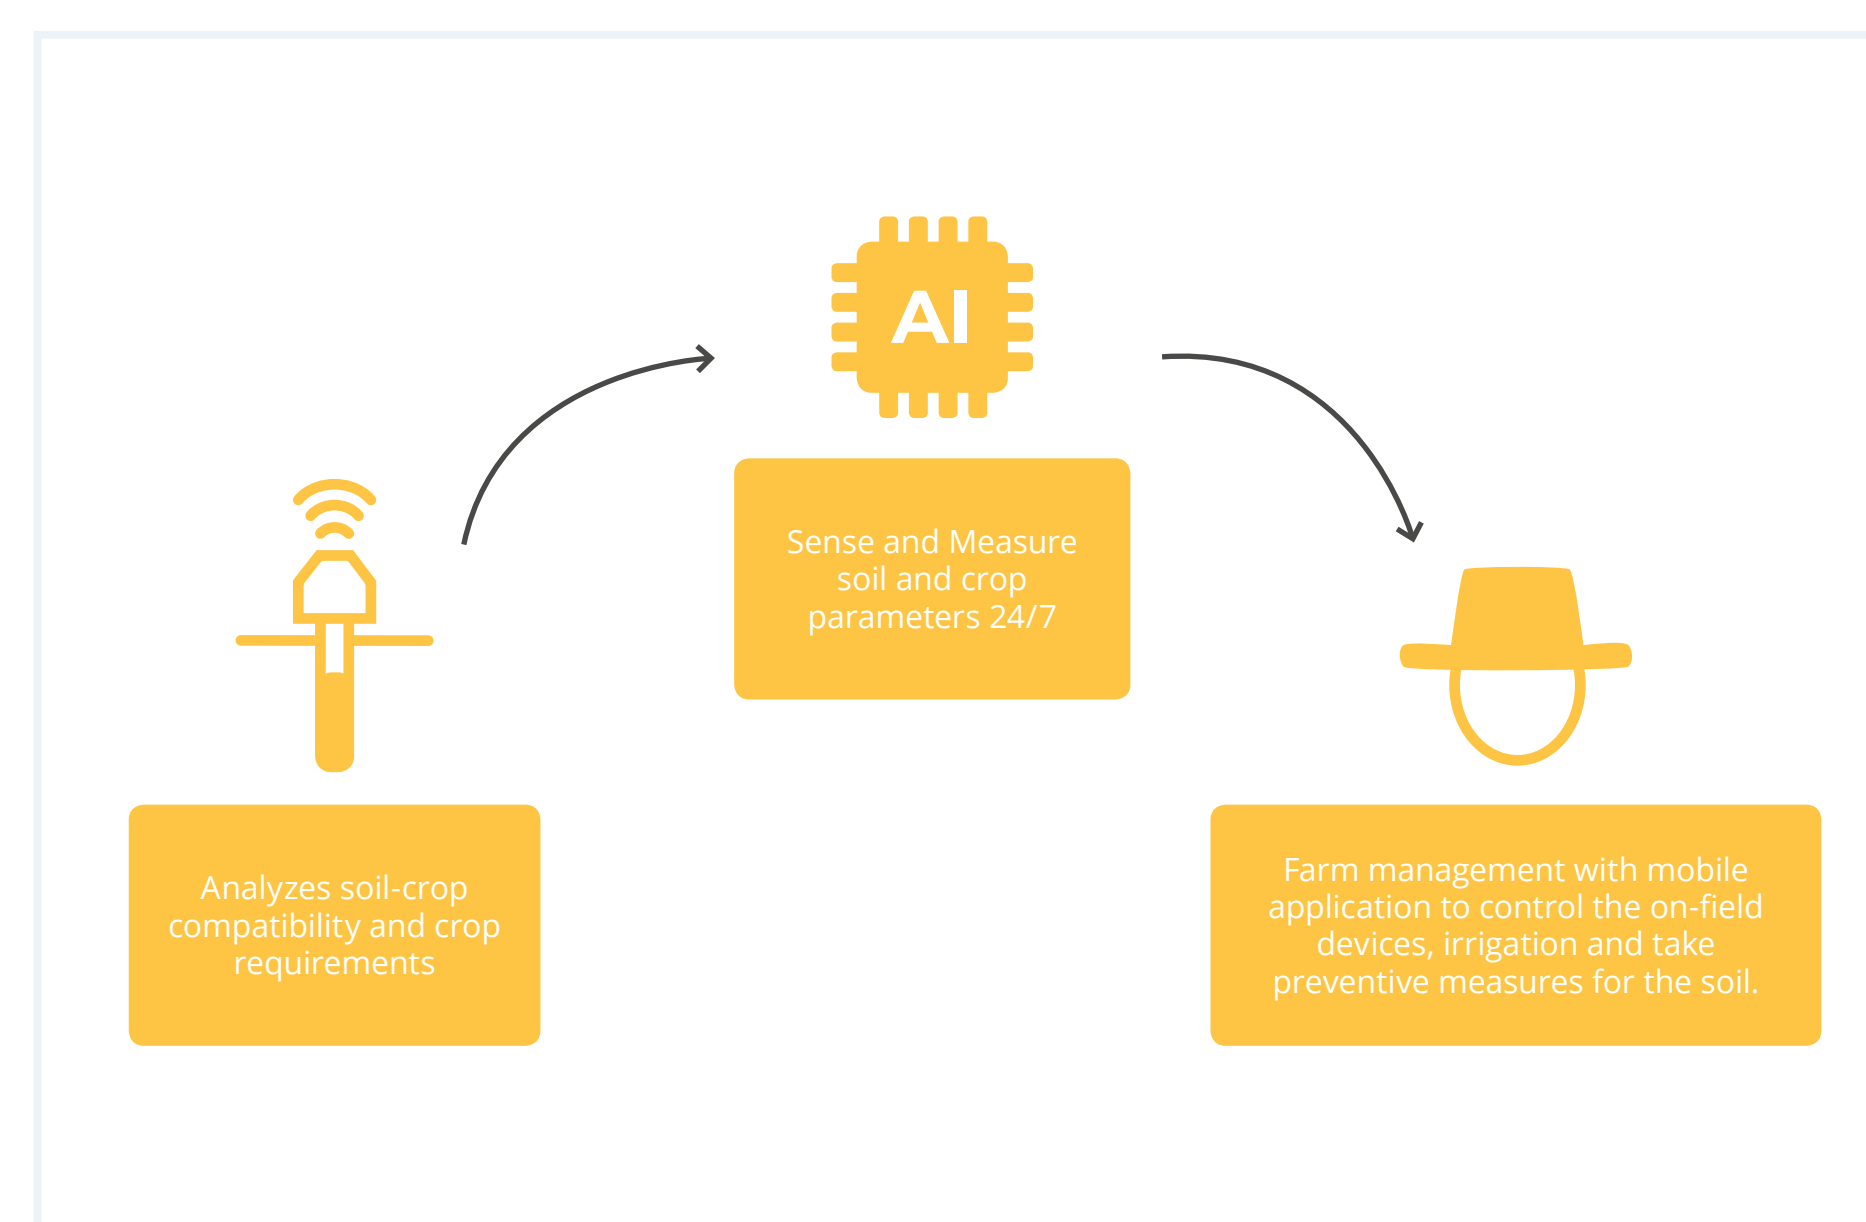 AI
Sense and Measure
soil and crop
parameters 24/7
Analyzes soil-crop
compatibility and crop
requirements
Farm management with mobile
application to control the on-field
devices, irrigation and take
preventive measures for the soil.